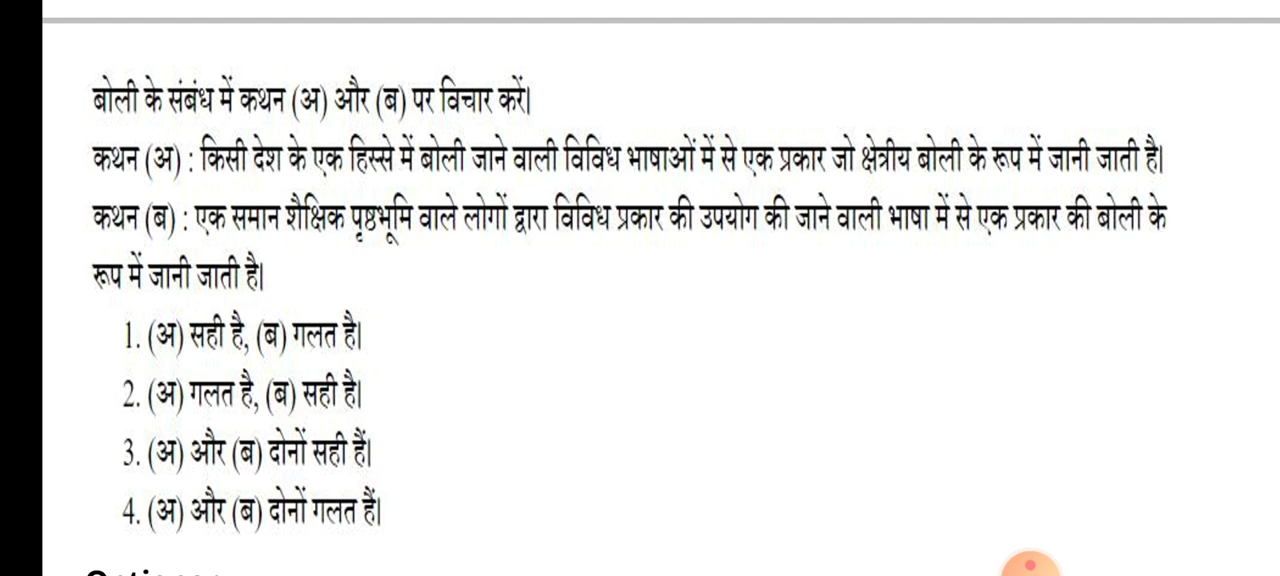 बोली के संबंध में कथन (अ) और (ब) पर विचार करें|
कथन (अ) : किसी देश के एक हिस्से में बोली जाने वाली विविध भाषाओं में से एक प्रकार जो क्षेत्रीय बोली के रूप में जानी जाती है|
कथन (ब) : एक समान शैक्षिक पृष्ठभूमि वाले लोगों द्वारा विविध प्रकार की उपयोग की जाने वाली भाषा में से एक प्रकार की बोली के
रूप में जानी जाती है|
1. (अ) सही है, (ब) गलत है|
2. (अ) गलत है, (ब) सही है|
3. (अ) और (ब) दोनों सही हैं|
4. (अ) और (ब) दोनों गलत हैं|